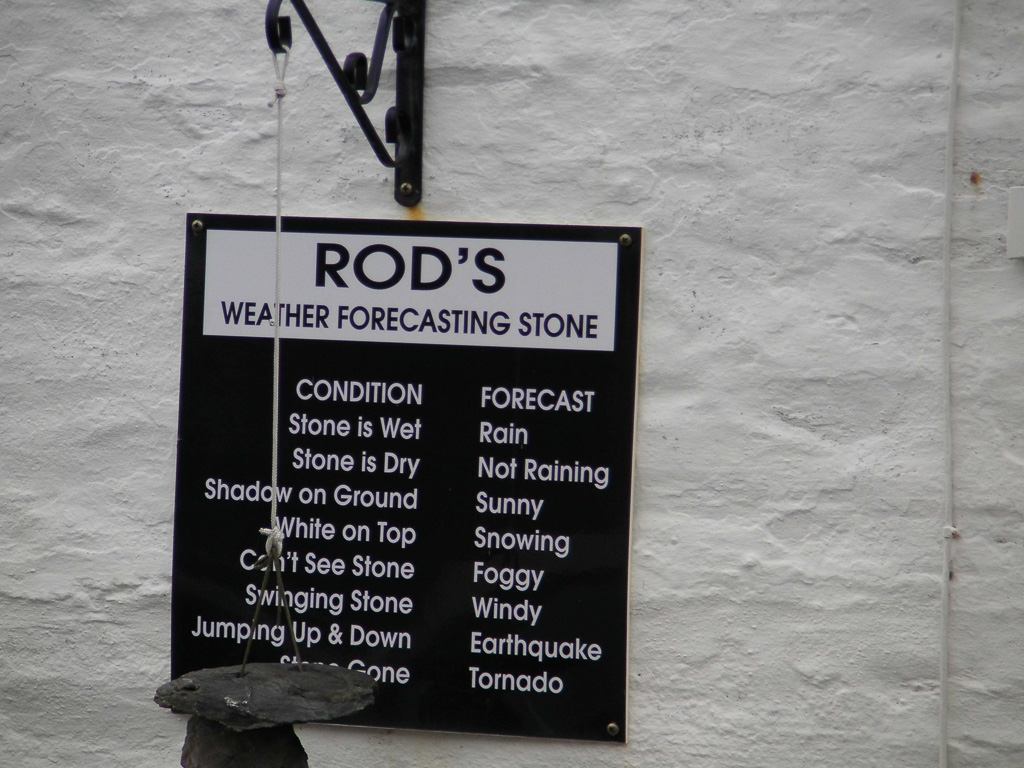 ROD'S
WEATHER FORECASTING STONE
CONDITION FORECAST
Stone is Wet Rain
Stone is Dry Not Raining
Shadow on Ground Sunny
White on Top Snowing
Can't See Stone Foggy
Swinging Stone Windy
Jumping Up & Down Earthquake
Stone Gone Tornado